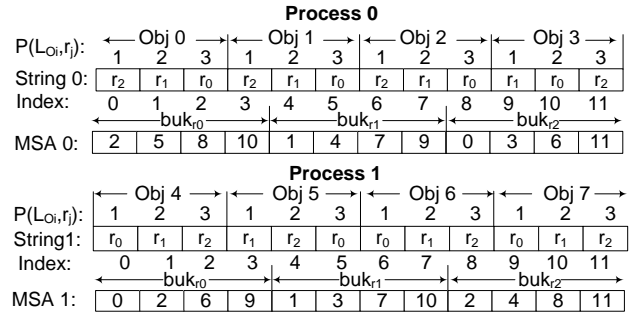 Process 0
Obj 0 Obj 1 Obj 2 Obj 3
P(L_Oi,r_j): 1 2 3 1 2 3 1 2 3 1 2 3
String 0: r₂ r₁ r₀ r₂ r₁ r₀ r₂ r₁ r₀ r₁ r₀ r₂
Index: 0 1 2 3 4 5 6 7 8 9 10 11
buk_r0 buk_r1 buk_r2
MSA 0: 2 5 8 10 1 4 7 9 0 3 6 11
Process 1
Obj 4 Obj 5 Obj 6 Obj 7
P(L_Oi,r_j): 1 2 3 1 2 3 1 2 3 1 2 3
String1: r₀ r₁ r₂ r₁ r₂ r₀ r₀ r₁ r₂ r₀ r₁ r₂
Index: 0 1 2 3 4 5 6 7 8 9 10 11
buk_r0 buk_r1 buk_r2
MSA 1: 0 2 6 9 1 3 7 10 2 4 8 11